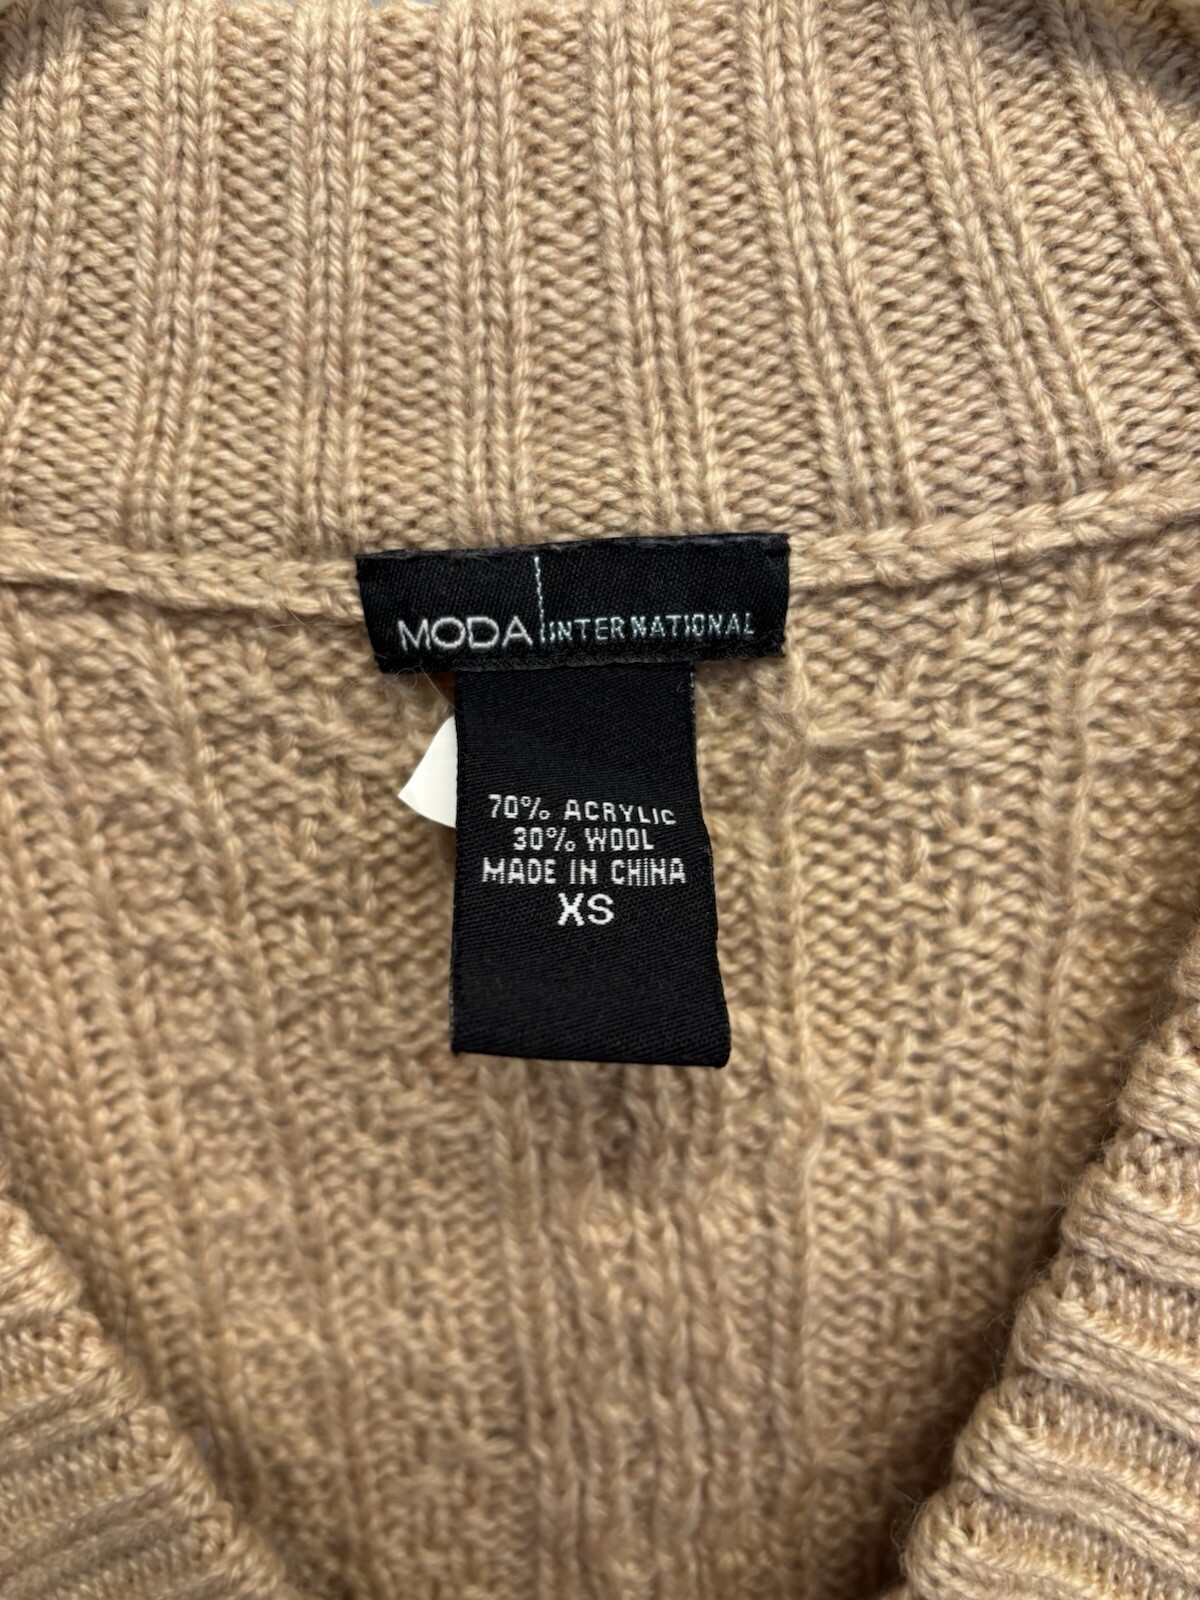 MODA INTERNATIONAL
70% ACRYLIC
30% WOOL
MADE IN CHINA
XS